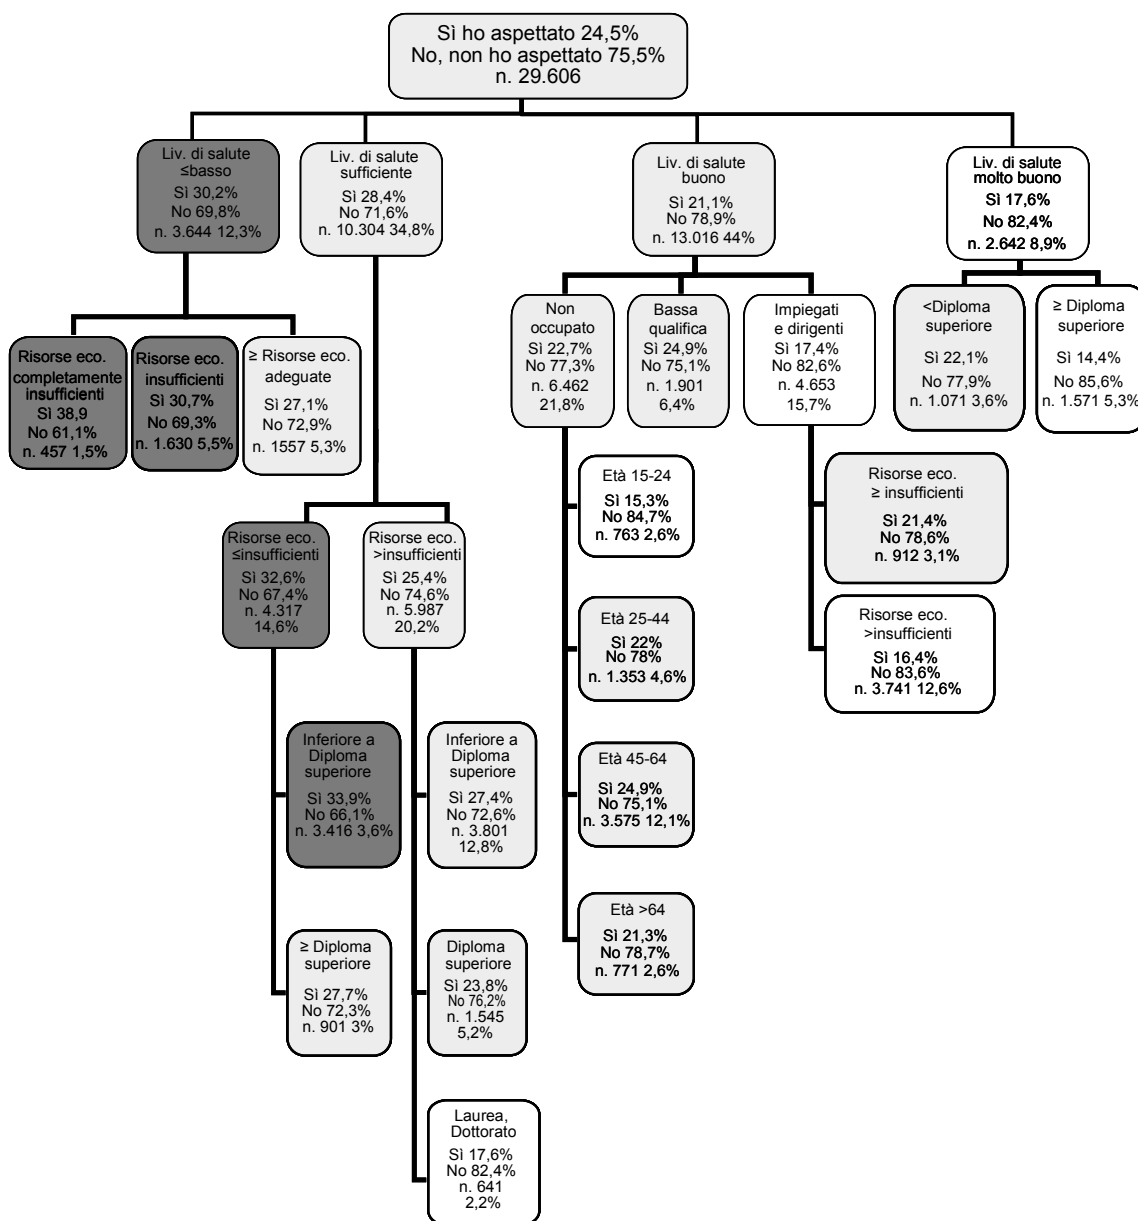 Sì ho aspettato 24,5%
No, non ho aspettato 75,5%
n. 29.606
Liv. di salute
≤basso
Sì 30,2%
No 69,8%
n. 3.644 12,3%
Liv. di salute
sufficiente
Sì 28,4%
No 71,6%
n. 10.304 34,8%
Liv. di salute
buono
Sì 21,1%
No 78,9%
n. 13.016 44%
Liv. di salute
molto buono
Sì 17,6%
No 82,4%
n. 2.642 8,9%
Risorse eco.
completamente
insufficienti
Sì 38,9
No 61,1%
n. 457 1,5%
Risorse eco.
insufficienti
Sì 30,7%
No 69,3%
n. 1.630 5,5%
≥ Risorse eco.
adeguate
Sì 27,1%
No 72,9%
n. 1557 5,3%
Non
occupato
Sì 22,7%
No 77,3%
n. 6.462
21,8%
Bassa
qualifica
Sì 24,9%
No 75,1%
n. 1.901
6,4%
Impiegati
e dirigenti
Sì 17,4%
No 82,6%
n. 4.653
15,7%
<Diploma
superiore
Sì 22,1%
No 77,9%
n. 1.071 3,6%
≥ Diploma
superiore
Sì 14,4%
No 85,6%
n. 1.571 5,3%
Risorse eco.
≤insufficienti
Sì 32,6%
No 67,4%
n. 4.317
14,6%
Risorse eco.
>insufficienti
Sì 25,4%
No 74,6%
n. 5.987
20,2%
Età 15-24
Sì 15,3%
No 84,7%
n. 763 2,6%
Risorse eco.
≥ insufficienti
Sì 21,4%
No 78,6%
n. 912 3,1%
Età 25-44
Sì 22%
No 78%
n. 1.353 4,6%
Risorse eco.
>insufficienti
Sì 16,4%
No 83,6%
n. 3.741 12,6%
Inferiore a
Diploma
superiore
Sì 33,9%
No 66,1%
n. 3.416 3,6%
Inferiore a
Diploma
superiore
Sì 27,4%
No 72,6%
n. 3.801
12,8%
Età 45-64
Sì 24,9%
No 75,1%
n. 3.575 12,1%
Età >64
Sì 21,3%
No 78,7%
n. 771 2,6%
≥ Diploma
superiore
Sì 27,7%
No 72,3%
n. 901 3%
Diploma
superiore
Sì 23,8%
No 76,2%
n. 1.545
5,2%
Laurea,
Dottorato
Sì 17,6%
No 82,4%
n. 641
2,2%